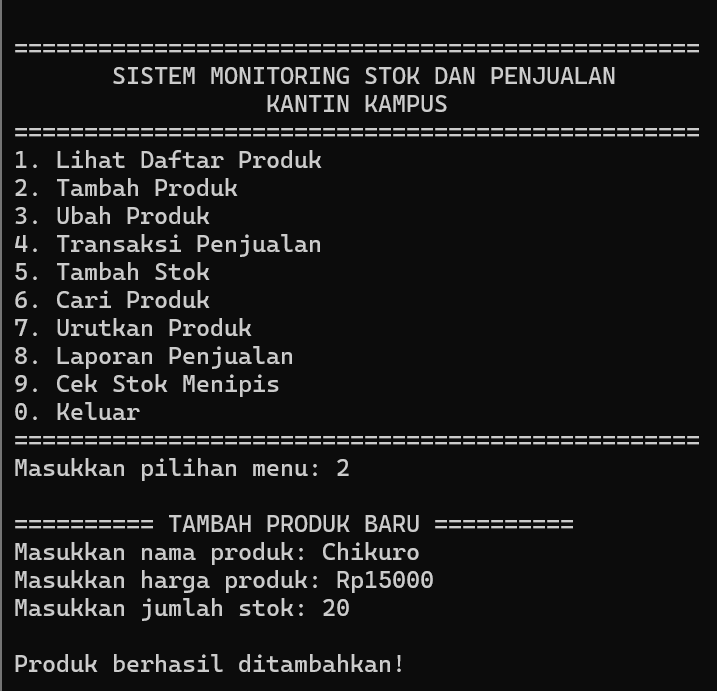 =================================================
SISTEM MONITORING STOK DAN PENJUALAN
KANTIN KAMPUS
=================================================
1. Lihat Daftar Produk
2. Tambah Produk
3. Ubah Produk
4. Transaksi Penjualan
5. Tambah Stok
6. Cari Produk
7. Urutkan Produk
8. Laporan Penjualan
9. Cek Stok Menipis
0. Keluar
=================================================
Masukkan pilihan menu: 2
========== TAMBAH PRODUK BARU ==========
Masukkan nama produk: Chikuro
Masukkan harga produk: Rp15000
Masukkan jumlah stok: 20
Produk berhasil ditambahkan!